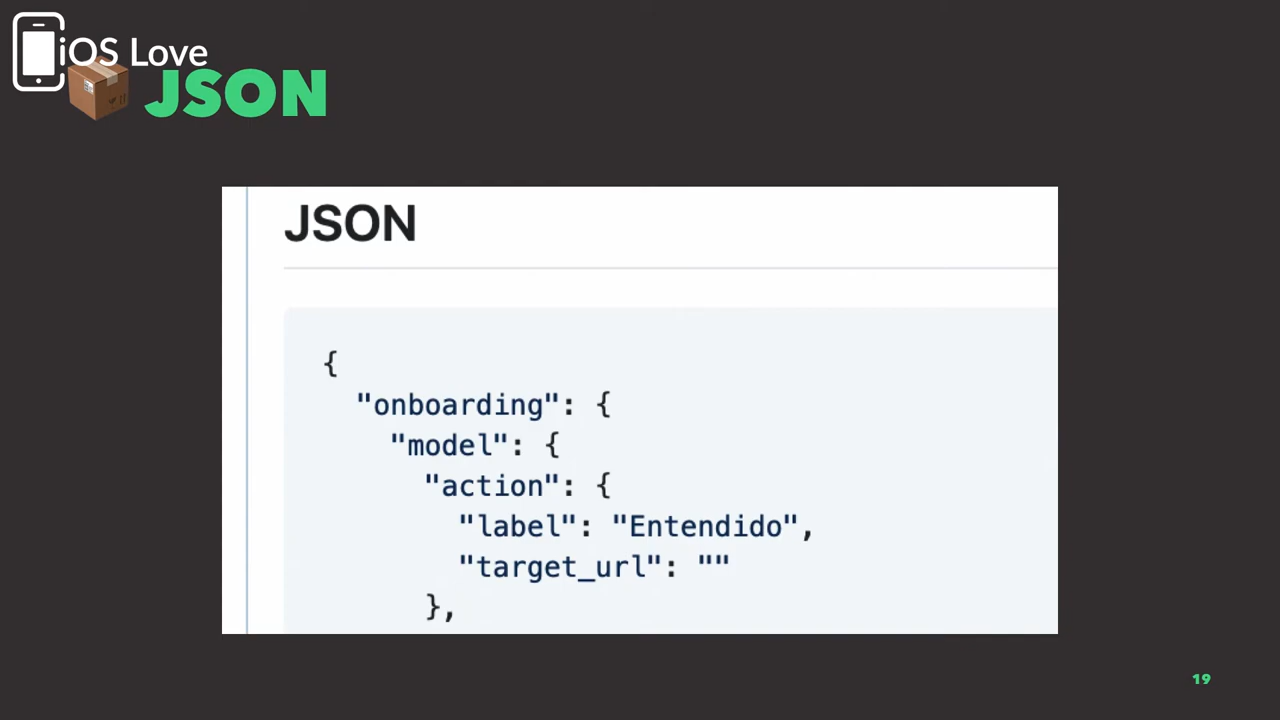 iOS Love
JSON
JSON
{
"onboarding": {
"model": {
"action": {
"label": "Entendido",
"target_url": ""
},
19